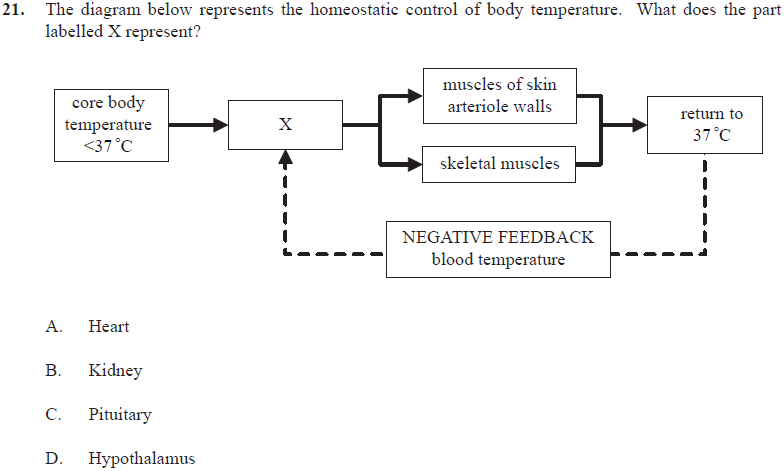 21. The diagram below represents the homeostatic control of body temperature. What does the part
labelled X represent?
core body
temperature
<37 °C
X
muscles of skin
arteriole walls
skeletal muscles
return to
37 °C
NEGATIVE FEEDBACK
blood temperature
A. Heart
B. Kidney
C. Pituitary
D. Hypothalamus